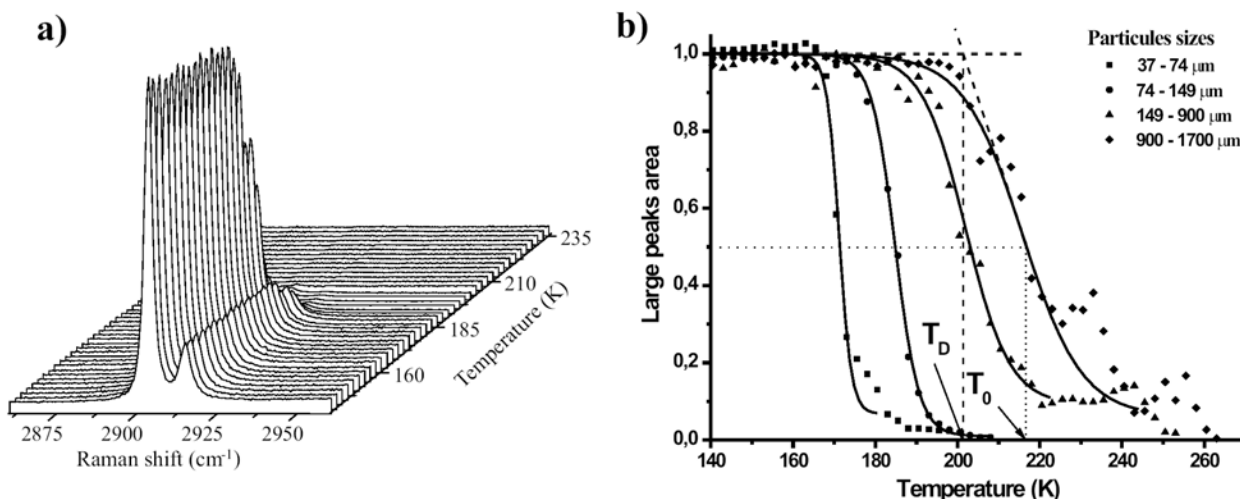 a)
235
210
185
160
Temperature (K)
2875
2900
2925
2950
Raman shift (cm⁻¹)
b)
Particules sizes
37 - 74 μm
74 - 149 μm
149 - 900 μm
900 - 1700 μm
Large peaks area
1,0
0,8
0,6
0,4
0,2
0,0
T_D
T_0
140
160
180
200
220
240
260
Temperature (K)